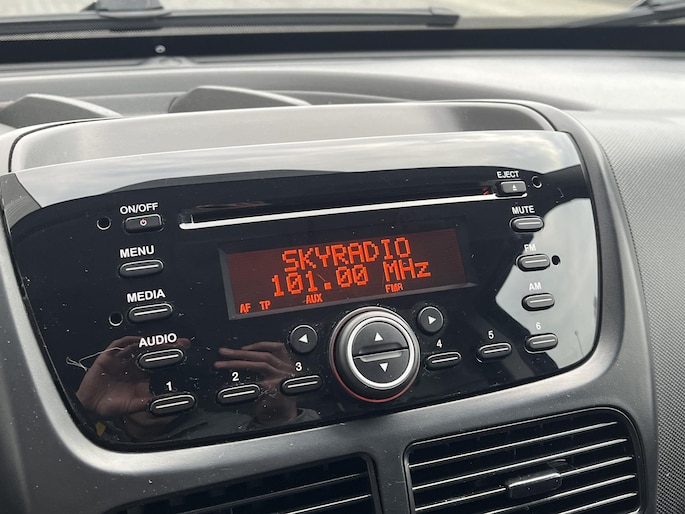 EJECT
ON/OFF
MUTE
MENU
SKYRADIO
FM
101.00 MHz
AF TP AUX FMA
MEDIA
AM
AUDIO
1 2 3 4 5 6